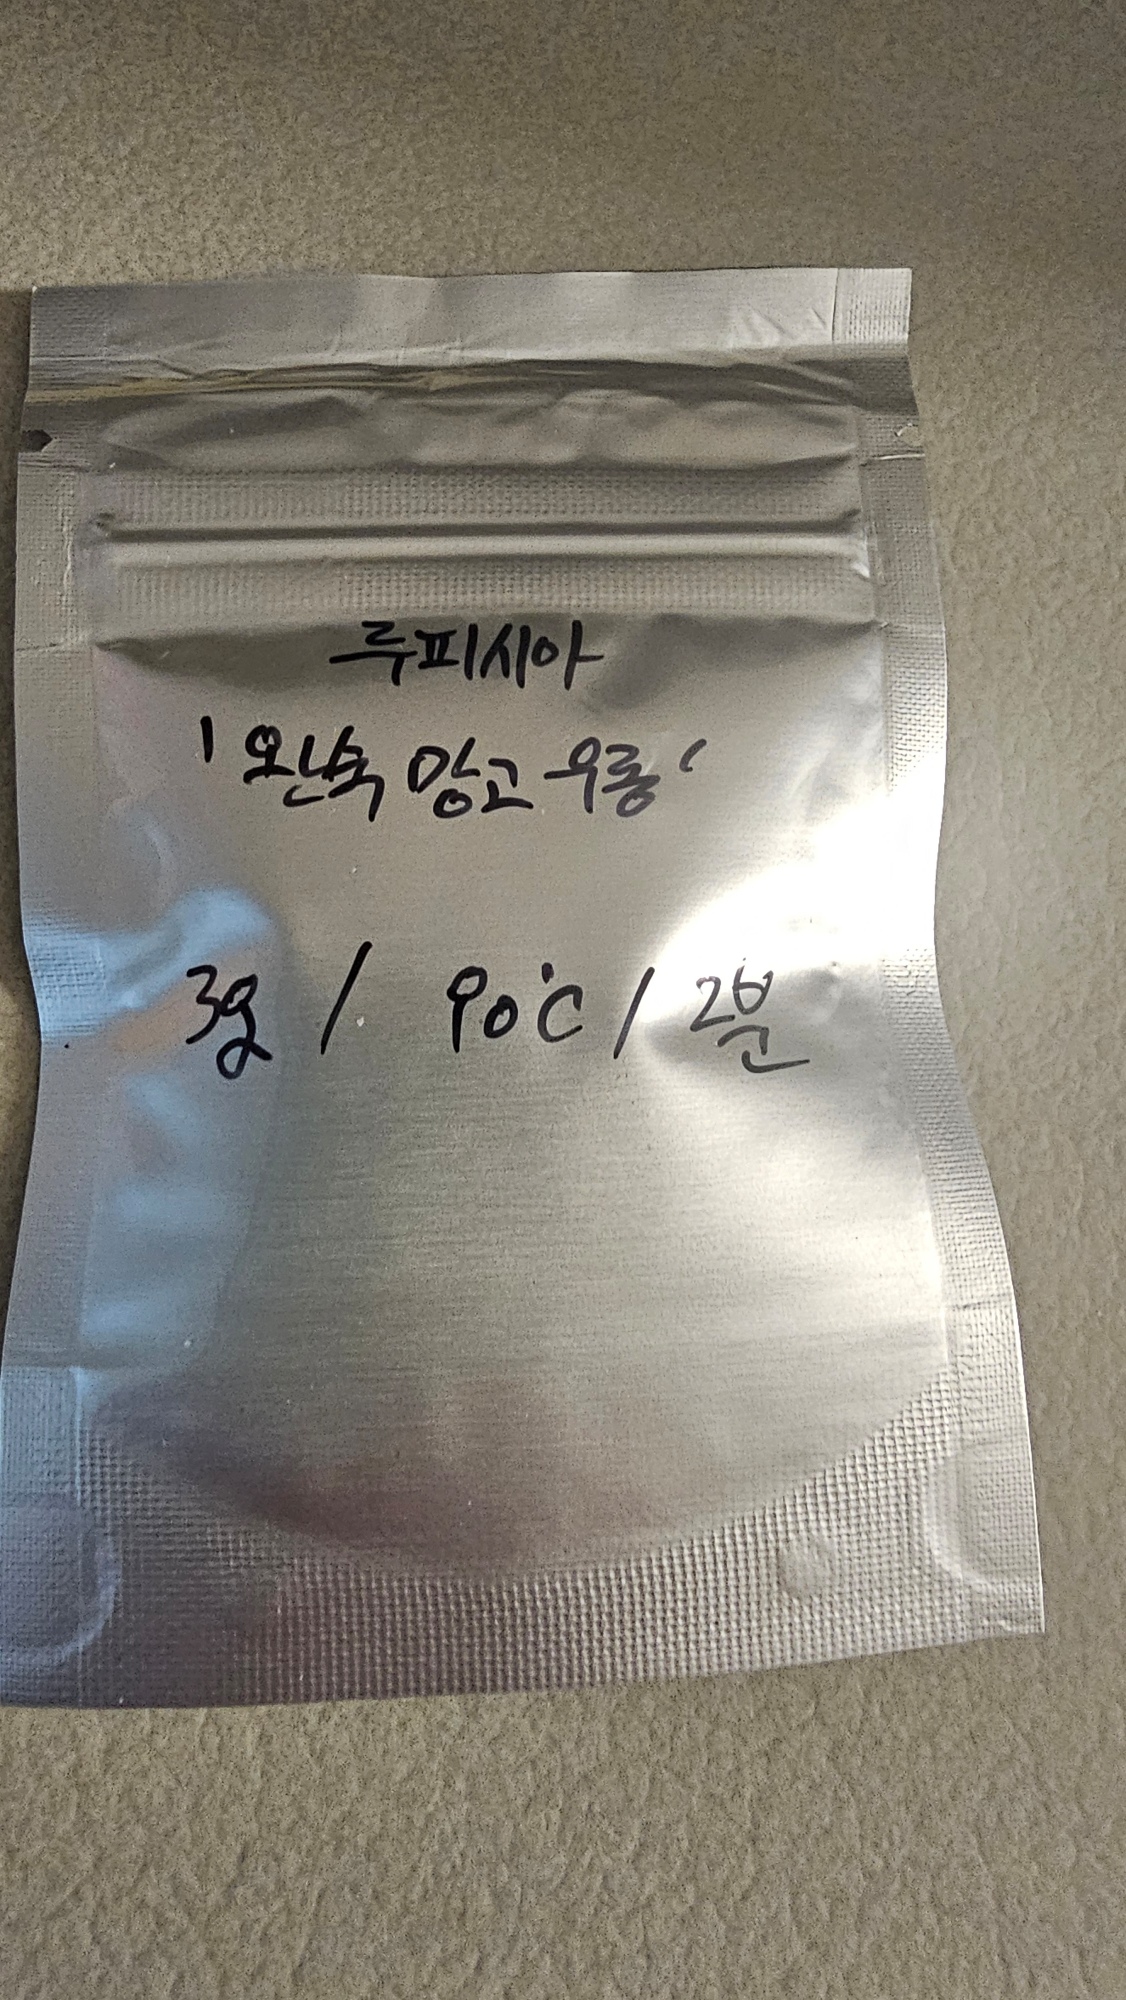 루피시아
'완숙 망고 우롱'
3g / 90℃ / 2분